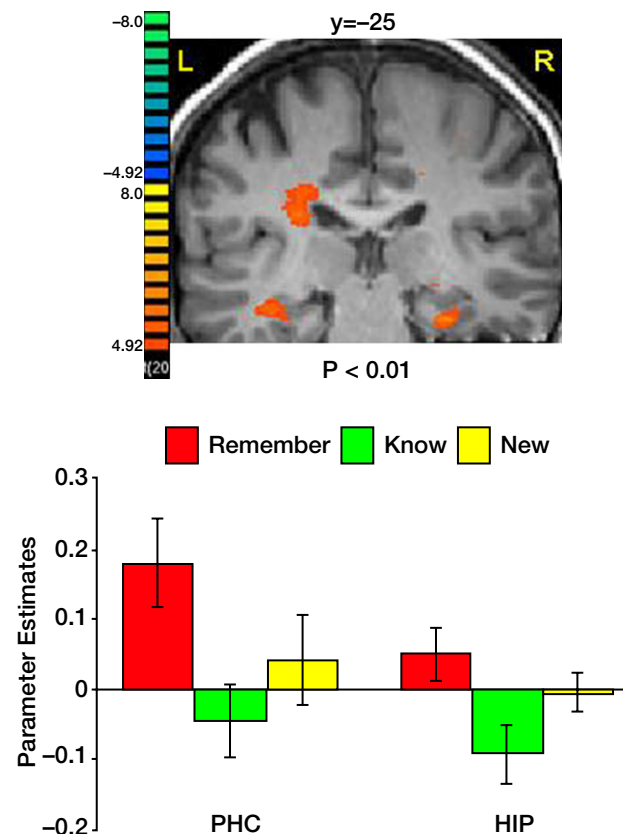 y=–25
–8.0
L R
–4.92
8.0
4.92
P < 0.01
Remember Know New
0.3
0.2
0.1
0
–0.1
–0.2
Parameter Estimates
PHC HIP